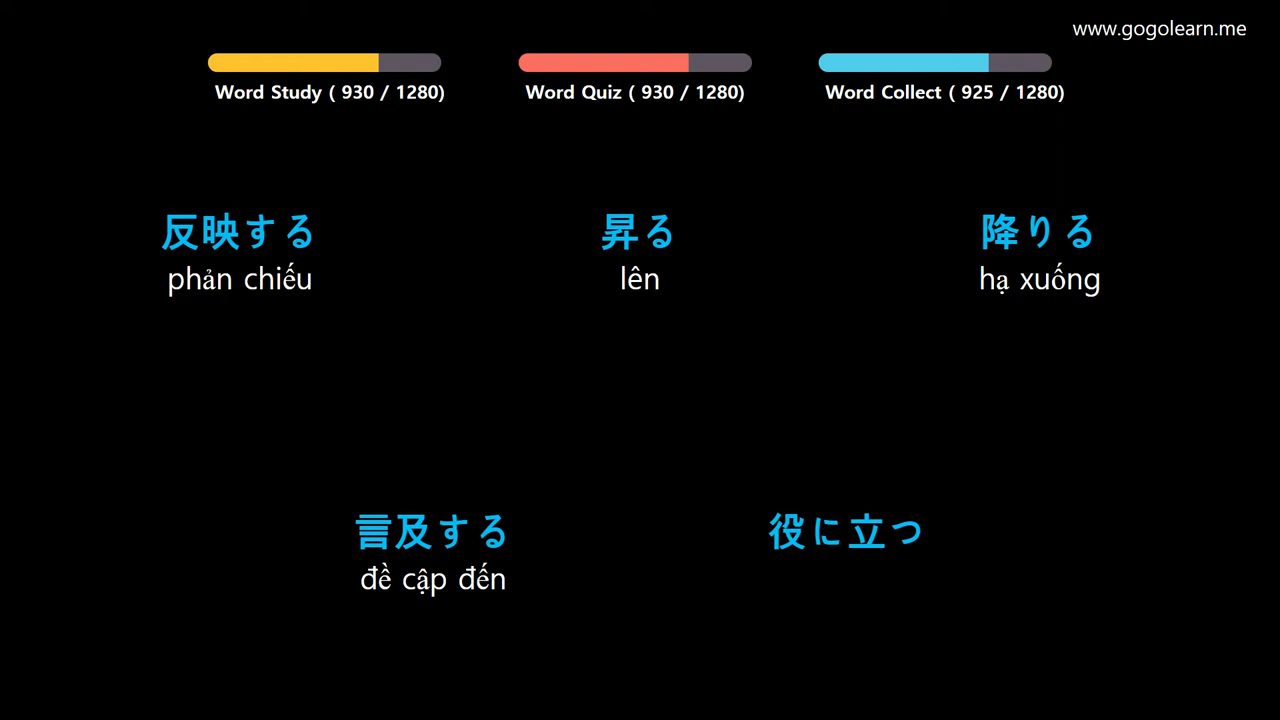 www.gogolearn.me
Word Study ( 930 / 1280)
Word Quiz ( 930 / 1280)
Word Collect ( 925 / 1280)
反映する
phản chiếu
昇る
lên
降りる
hạ xuống
言及する
đề cập đến
役に立つ